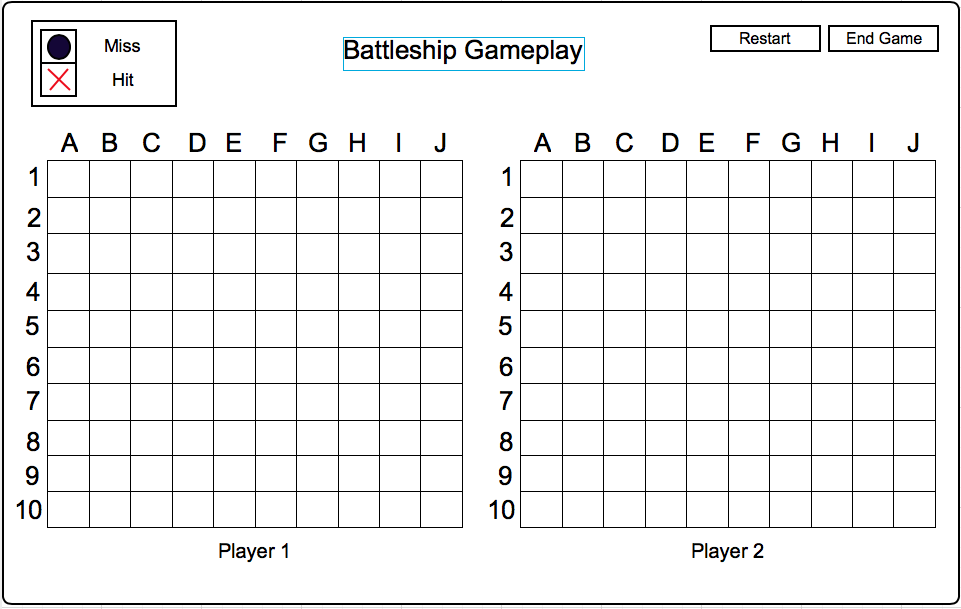 Miss
Hit
Battleship Gameplay
Restart
End Game
A B C D E F G H I J
1
2
3
4
5
6
7
8
9
10
Player 1
A B C D E F G H I J
1
2
3
4
5
6
7
8
9
10
Player 2